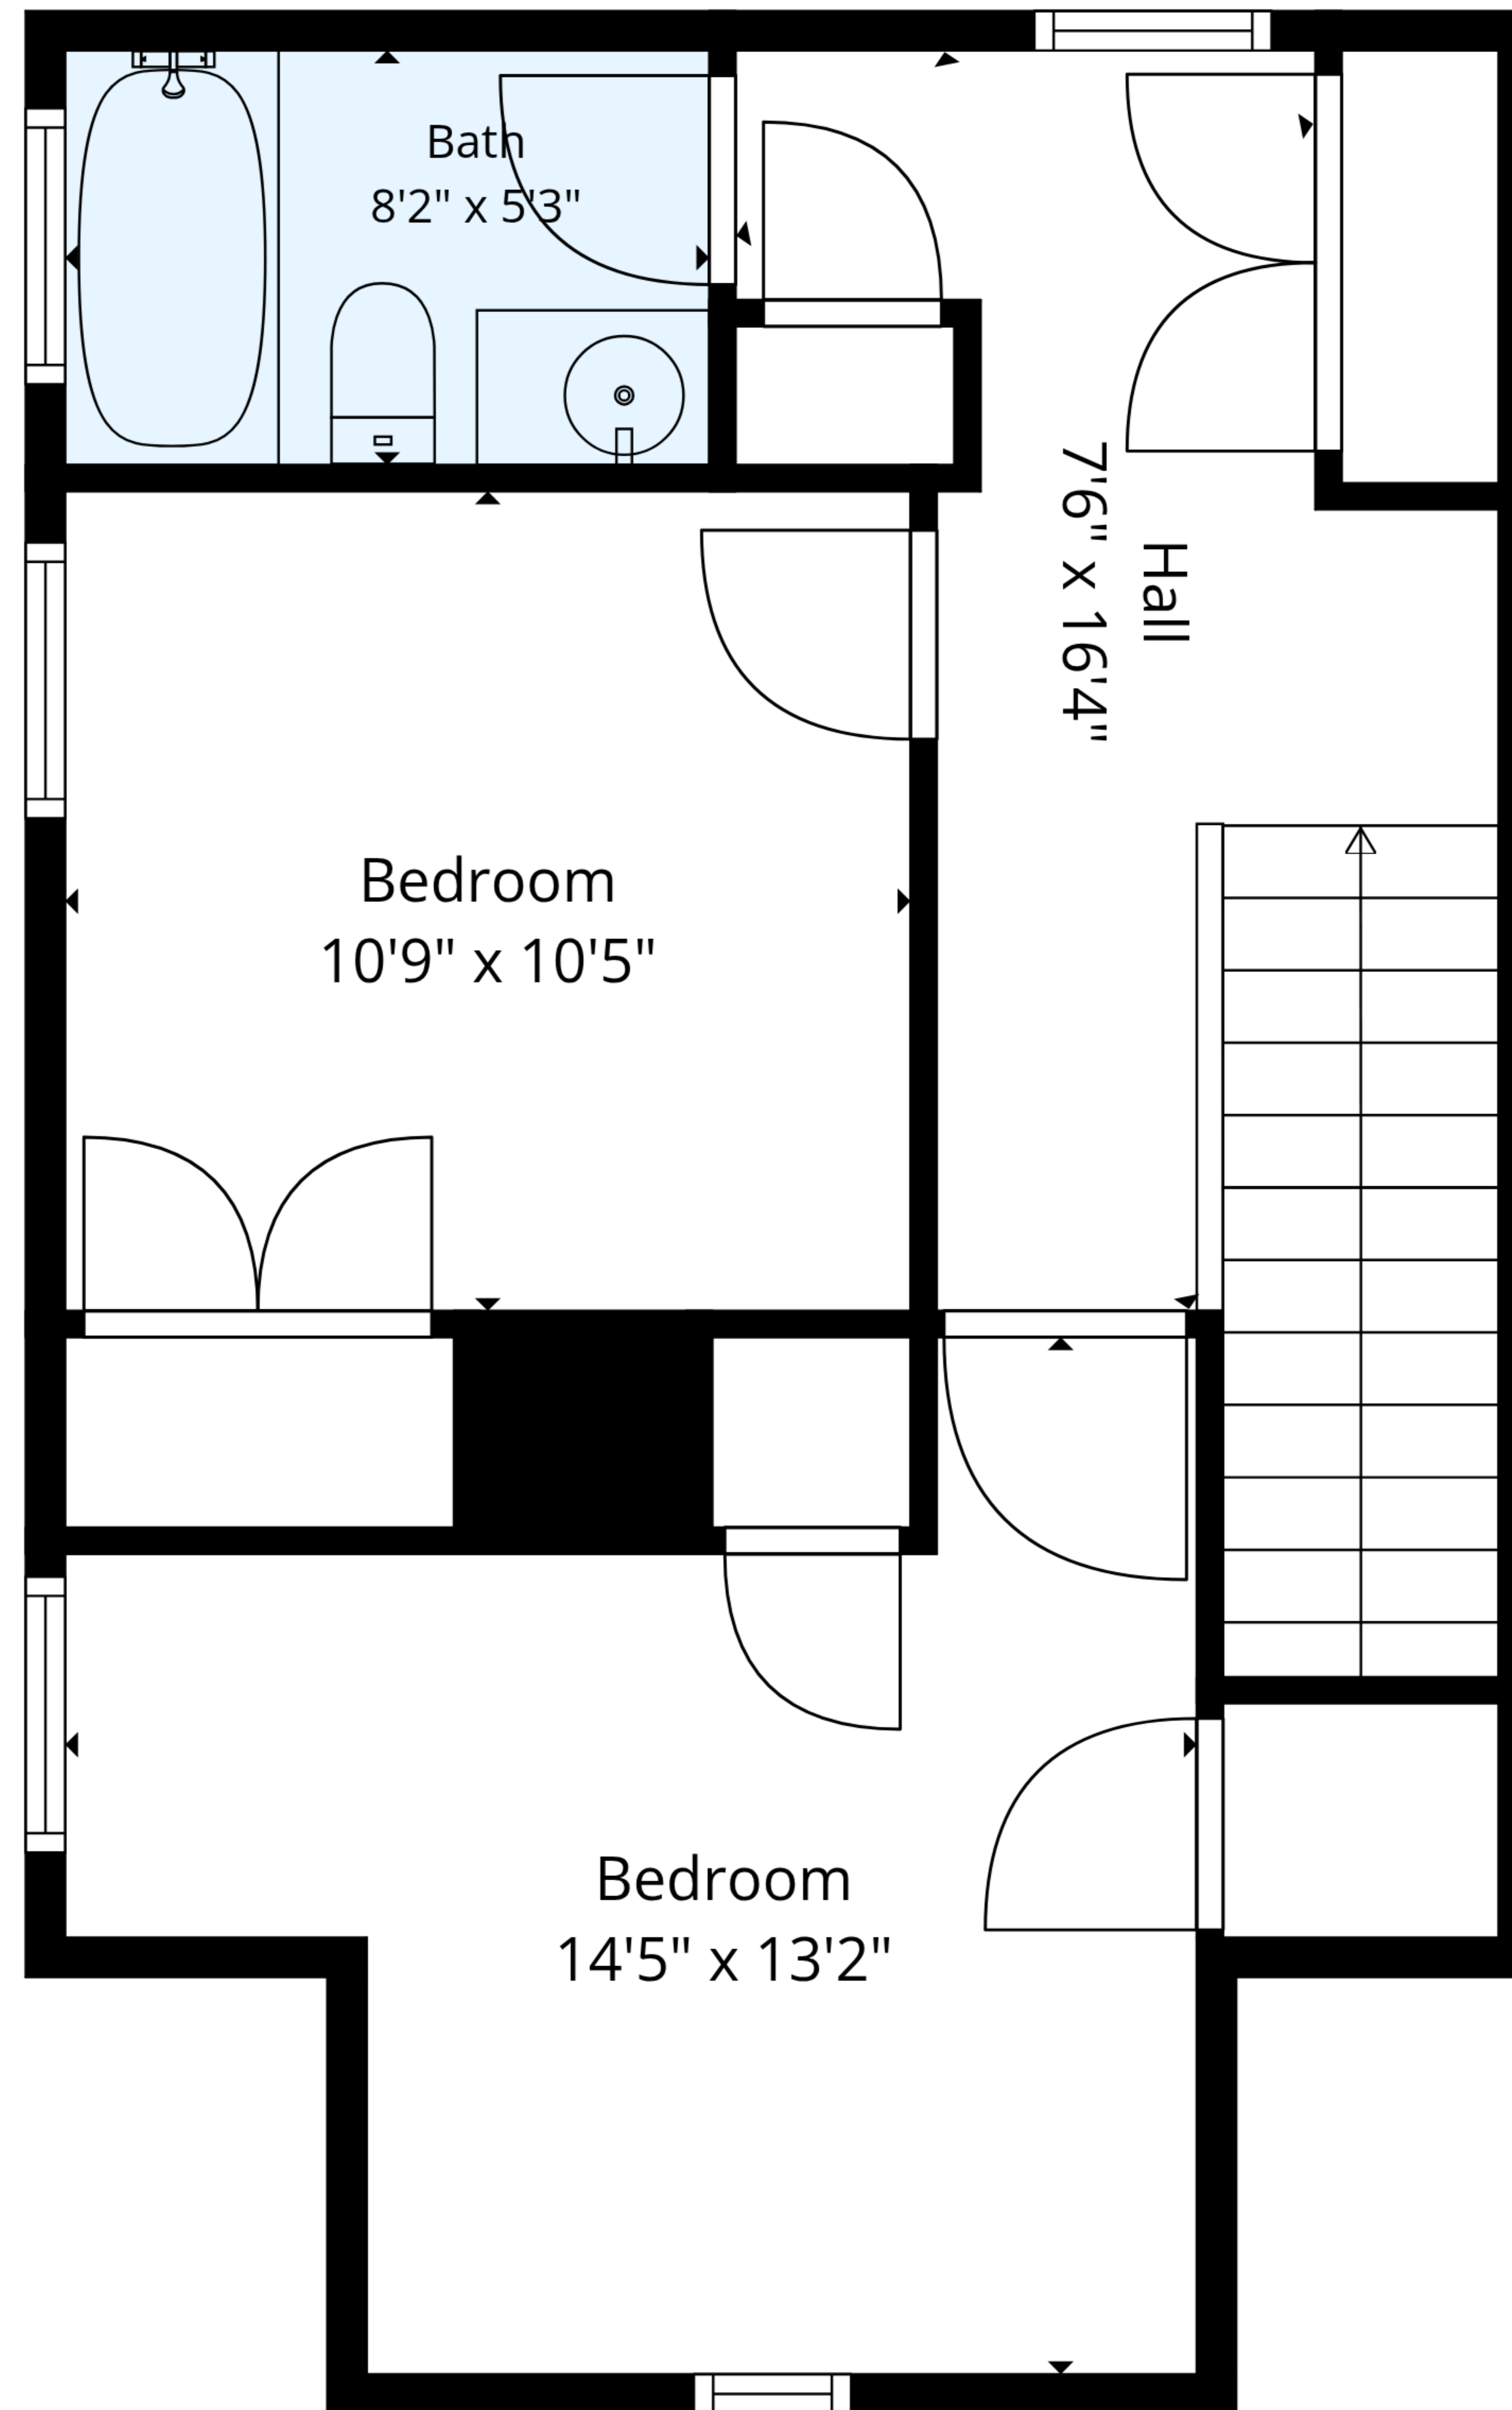 Bath
8'2" x 5'3"
Hall
7'6" x 16'4"
Bedroom
10'9" x 10'5"
Bedroom
14'5" x 13'2"